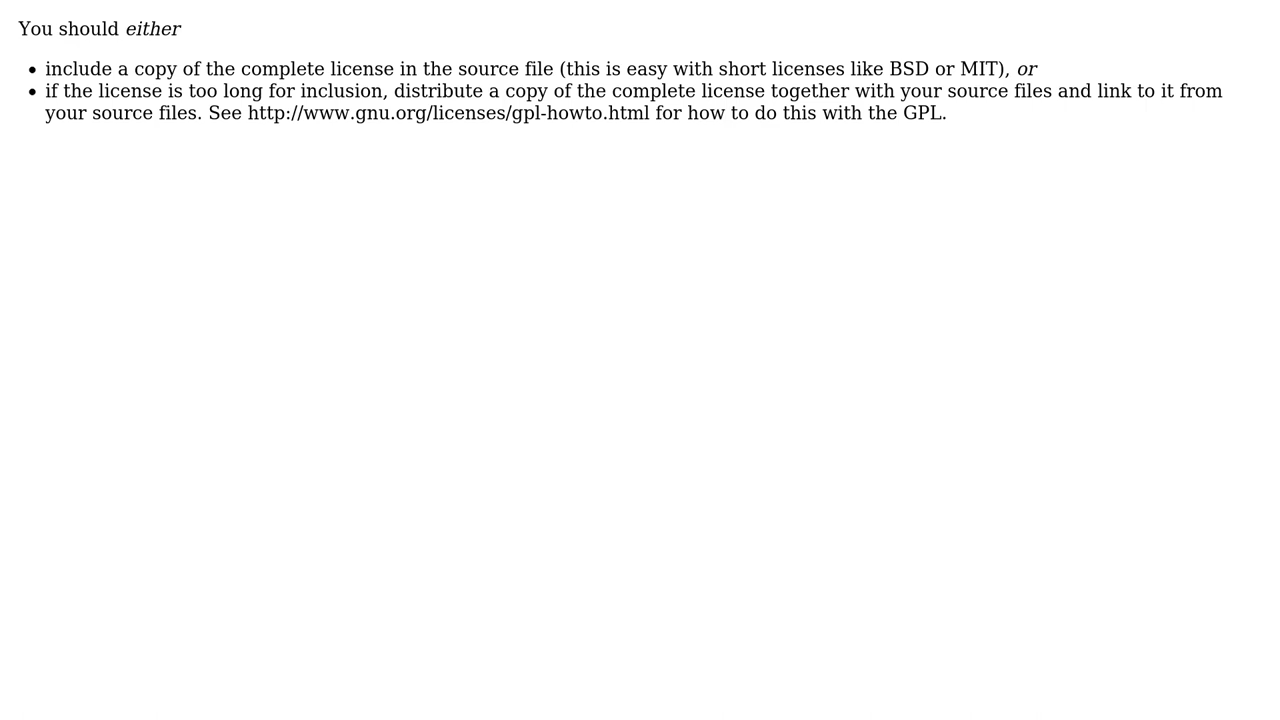 You should either
• include a copy of the complete license in the source file (this is easy with short licenses like BSD or MIT), or
• if the license is too long for inclusion, distribute a copy of the complete license together with your source files and link to it from
your source files. See http://www.gnu.org/licenses/gpl-howto.html for how to do this with the GPL.